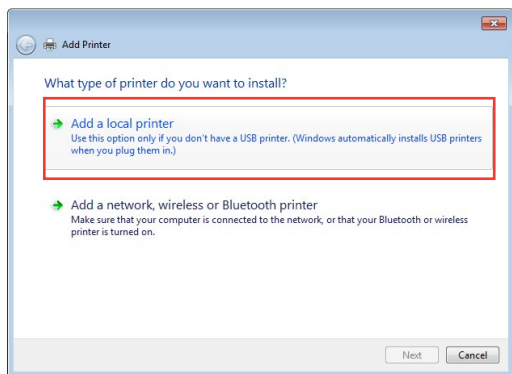 Add Printer
What type of printer do you want to install?
Add a local printer
Use this option only if you don't have a USB printer. (Windows automatically installs USB printers
when you plug them in.)
Add a network, wireless or Bluetooth printer
Make sure that your computer is connected to the network, or that your Bluetooth or wireless
printer is turned on.
Next Cancel